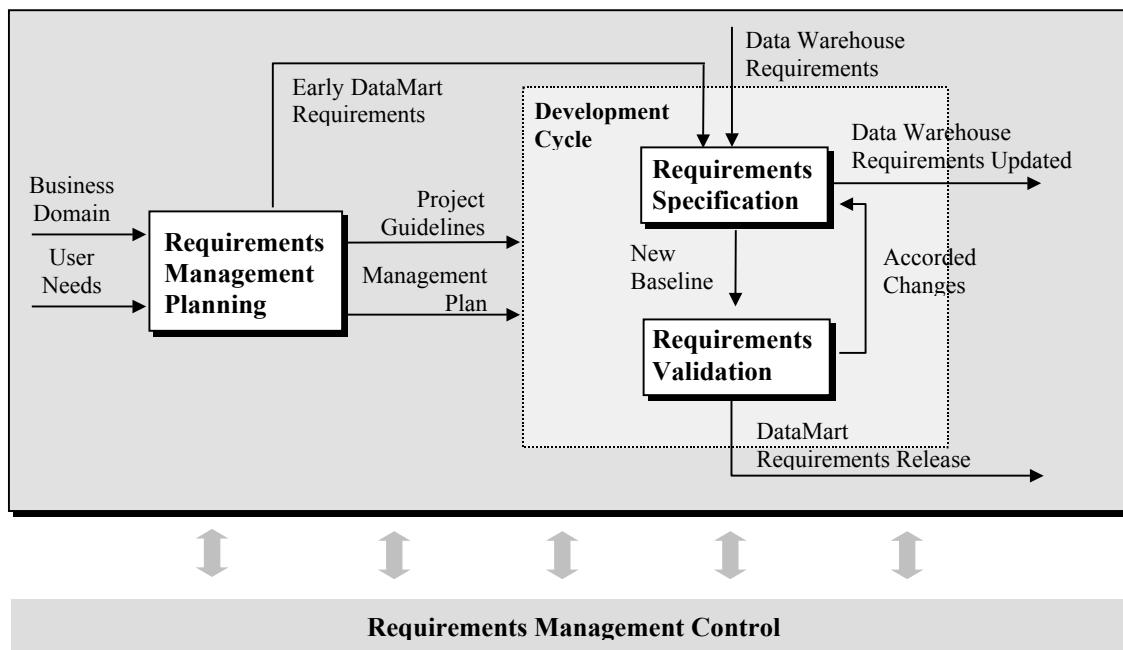 Data Warehouse
Requirements
Early DataMart
Requirements
Development
Cycle
Data Warehouse
Requirements Updated
Requirements
Specification
Business
Domain
User
Needs
Requirements
Management
Planning
Project
Guidelines
Management
Plan
New
Baseline
Accorded
Changes
Requirements
Validation
DataMart
Requirements Release
Requirements Management Control